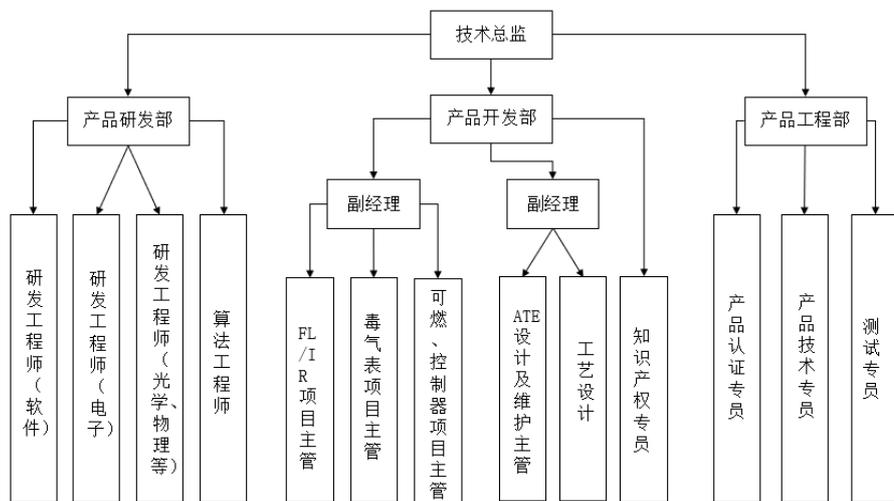 技术总监
产品研发部
产品开发部
产品工程部
副经理
副经理
研发工程师（软件）
研发工程师（电子）
研发工程师（光学、物理等）
算法工程师
FL/IR项目主管
毒气表项目主管
可燃、控制器项目主管
ATE设计及维护主管
工艺设计
知识产权专员
产品认证专员
产品技术专员
测试专员